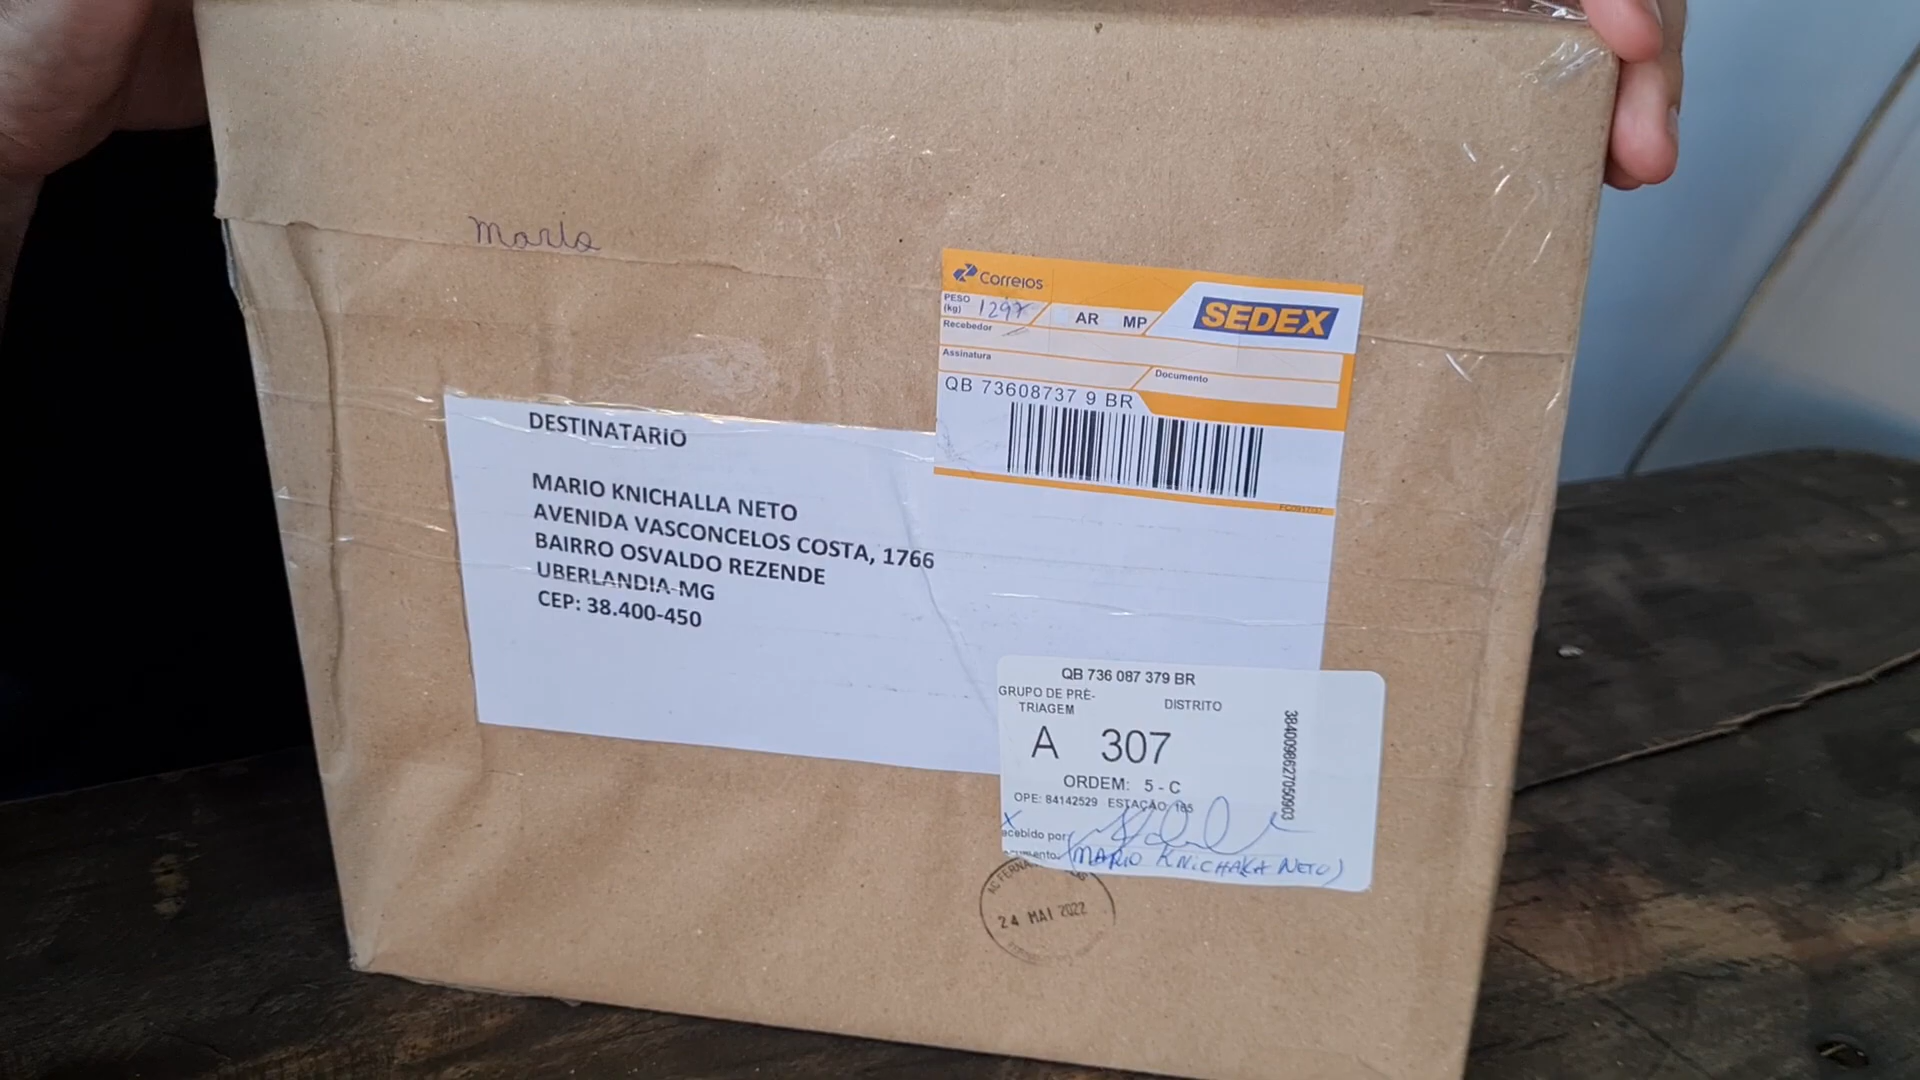 Mario
Correios
PESO (kg) 1297
AR MP
SEDEX
Recebedor
Assinatura
Documento
QB 73608737 9 BR
DESTINATARIO
MARIO KNICHALLA NETO
AVENIDA VASCONCELOS COSTA, 1766
BAIRRO OSVALDO REZENDE
UBERLANDIA-MG
CEP: 38.400-450
QB 736 087 379 BR
GRUPO DE PRÉ-
TRIAGEM
DISTRITO
A 307
ORDEM: 5 - C
OPE: 84142529 ESTAÇÃO: 185
X
ecebido por:
(MARIO KNICHAKA NETO)
24 MAI 2022